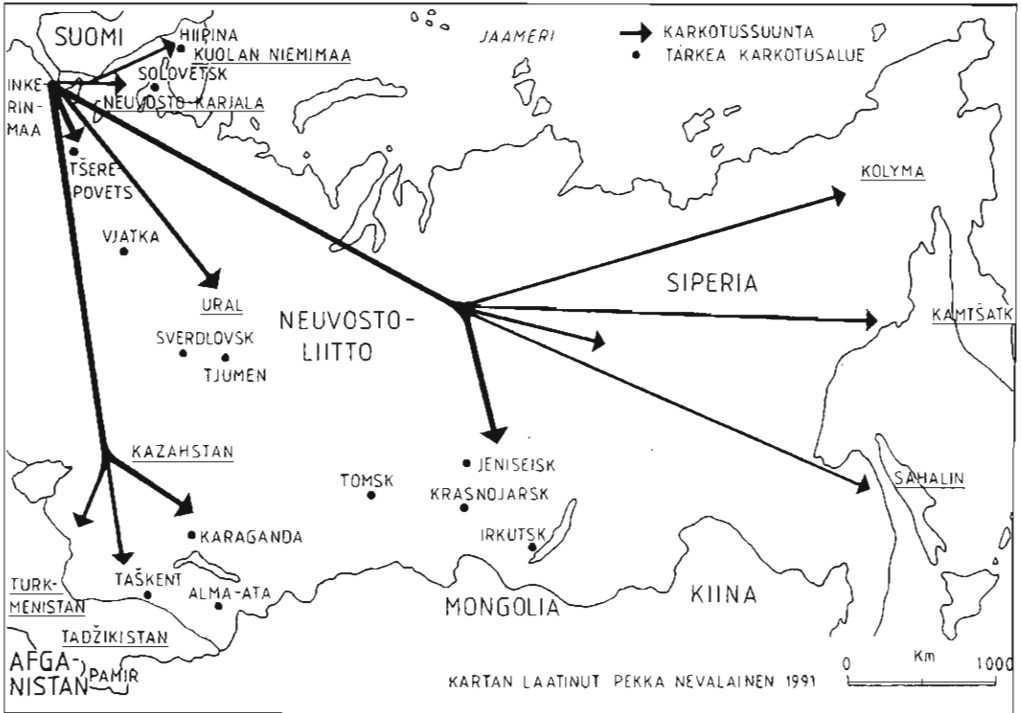 SUOMI
HIIPINA
KUOLAN NIEMIMAA
JÄÄMERI
KARKOTUSSUUNTA
TÄRKEÄ KARKOTUSALUE
SOLOVETSK
INKE-
RIN-
MAA
NEUVOSTO-KARJALA
TŠERE-
POVETS
KOLYMA
VJATKA
SIPERIA
URAL
NEUVOSTO-
LIITTO
KAMTŠATK
SVERDLOVSK
TJUMEN
KAZAHSTAN
JENISEISK
TOMSK
KRASNOJARSK
SAHALIN
KARAGANDA
IRKUTSK
TURK-
MENISTAN
TAŠKENT
ALMA-ATA
MONGOLIA
KIINA
TADŽIKISTAN
AFGA-
NISTAN
PAMIR
Km
0 1000
KARTAN LAATINUT PEKKA NEVALAINEN 1991